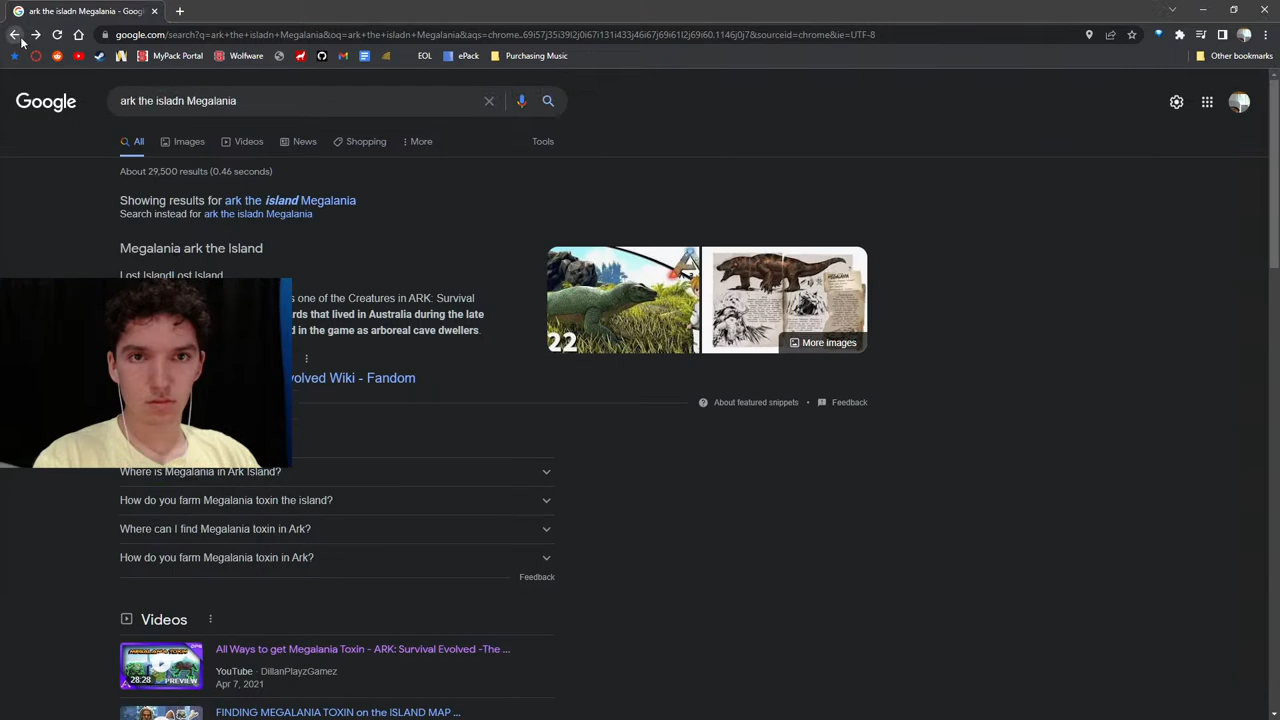 ark the isladn Megalania - Goog
google.com/search?q=ark+the+isladn+Megalania&oq=ark+the+isladn+Megalania&aqs=chrome..69i57j35i39l2j0i67i131i433j46i67j69i61l2j69i60.1146j0j7&sourceid=chrome&ie=UTF-8
MyPack Portal Wolfware EOL ePack Purchasing Music Other bookmarks
Google ark the isladn Megalania
All Images Videos News Shopping More Tools
About 29,500 results (0.46 seconds)
Showing results for ark the island Megalania
Search instead for ark the isladn Megalania
Megalania ark the Island
Lost IslandLost Island
s one of the Creatures in ARK: Survival
rds that lived in Australia during the late
d in the game as arboreal cave dwellers.
22
MEGALANIA
More images
volved Wiki - Fandom
About featured snippets • Feedback
Where is Megalania in Ark Island?
How do you farm Megalania toxin the island?
Where can I find Megalania toxin in Ark?
How do you farm Megalania toxin in Ark?
Feedback
Videos
All Ways to get Megalania Toxin - ARK: Survival Evolved -The ...
MEGALANIA TOXIN
28:28 PREVIEW
YouTube · DillanPlayzGamez
Apr 7, 2021
FINDING MEGALANIA TOXIN on the ISLAND MAP ...